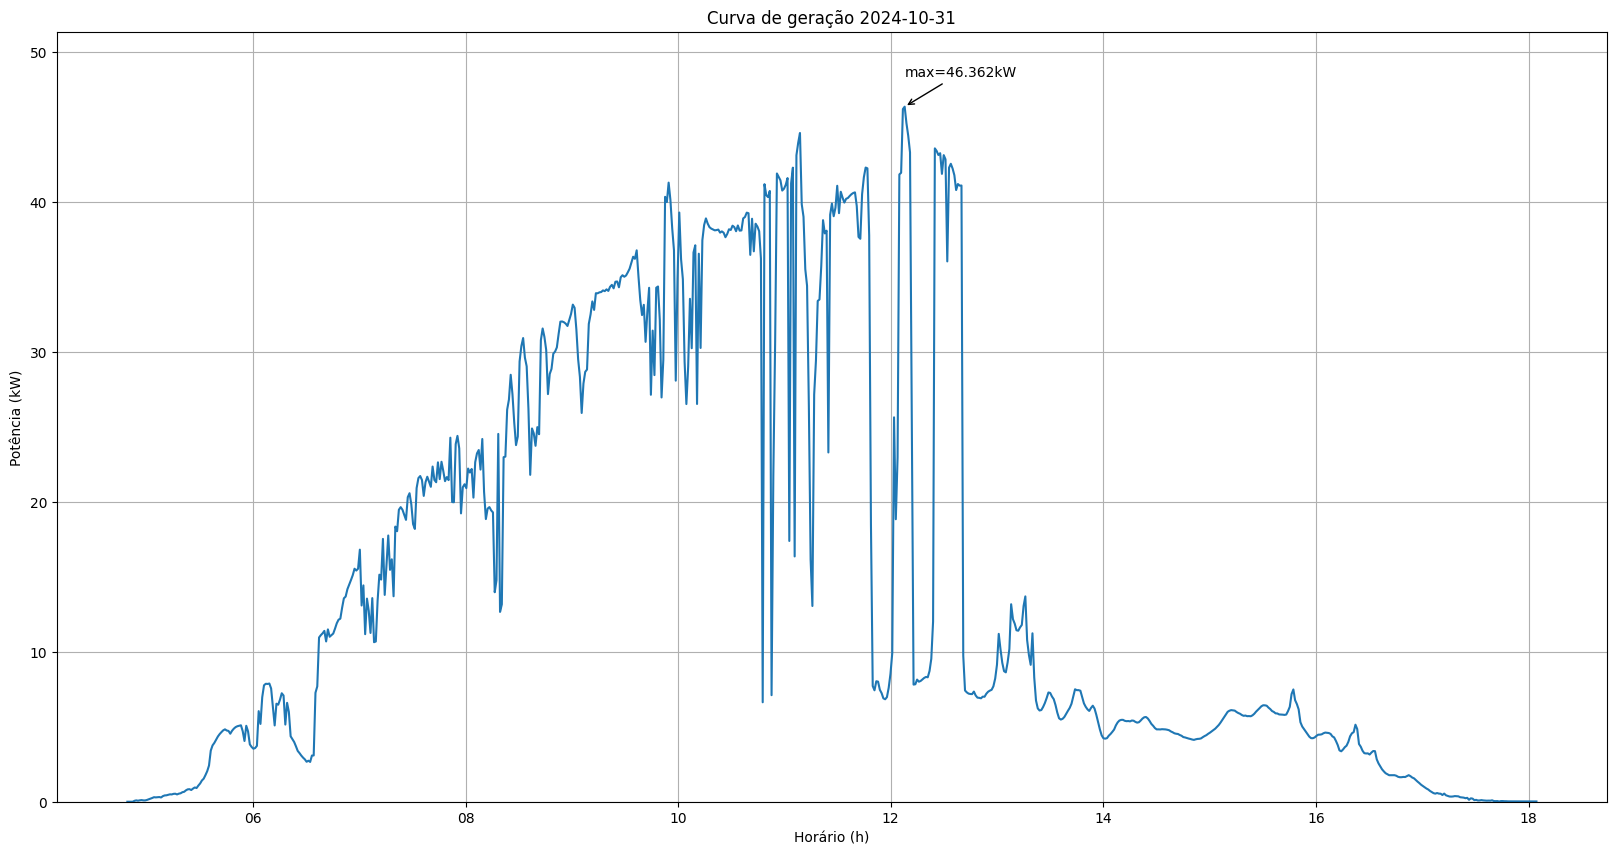 Curva de geração 2024-10-31
max=46.362kW
Potência (kW)
50
40
30
20
10
0
06 08 10 12 14 16 18
Horário (h)